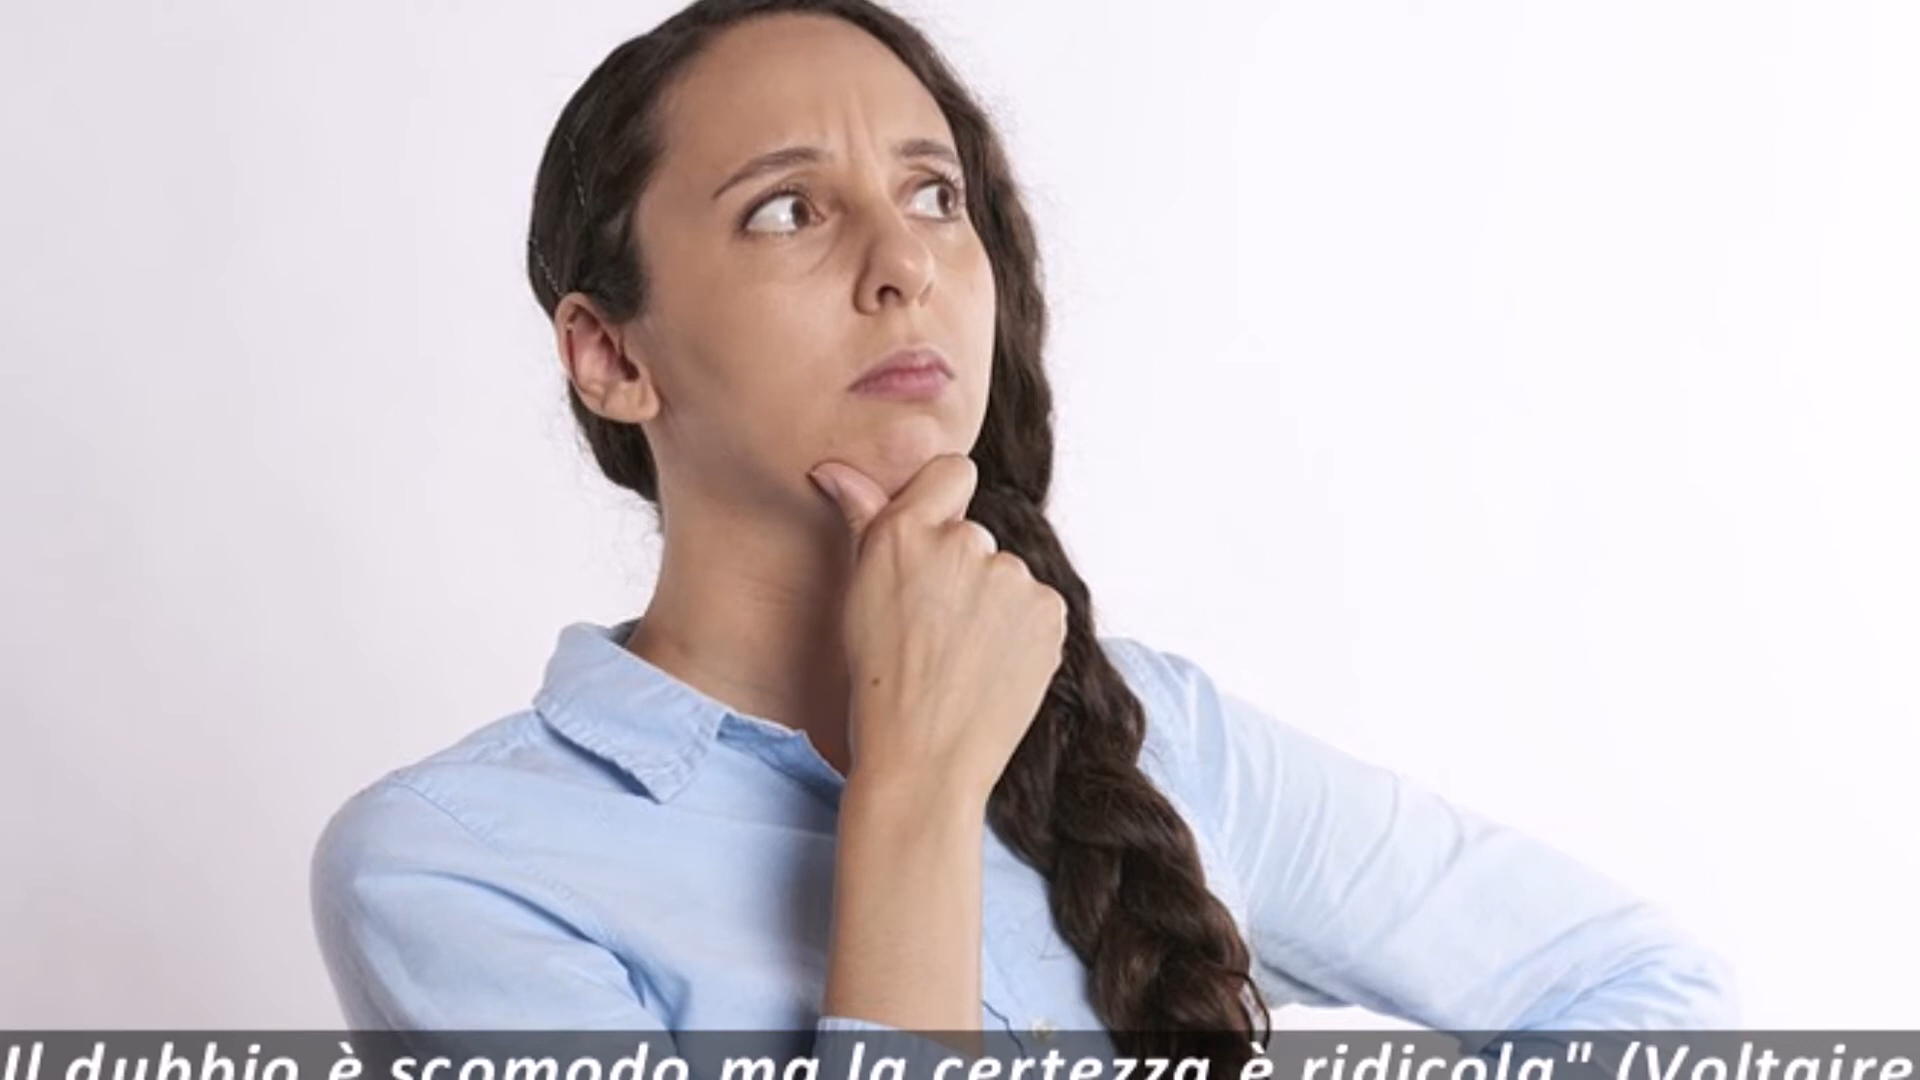 Il dubbio è scomodo ma la certezza è ridicola" (Voltaire